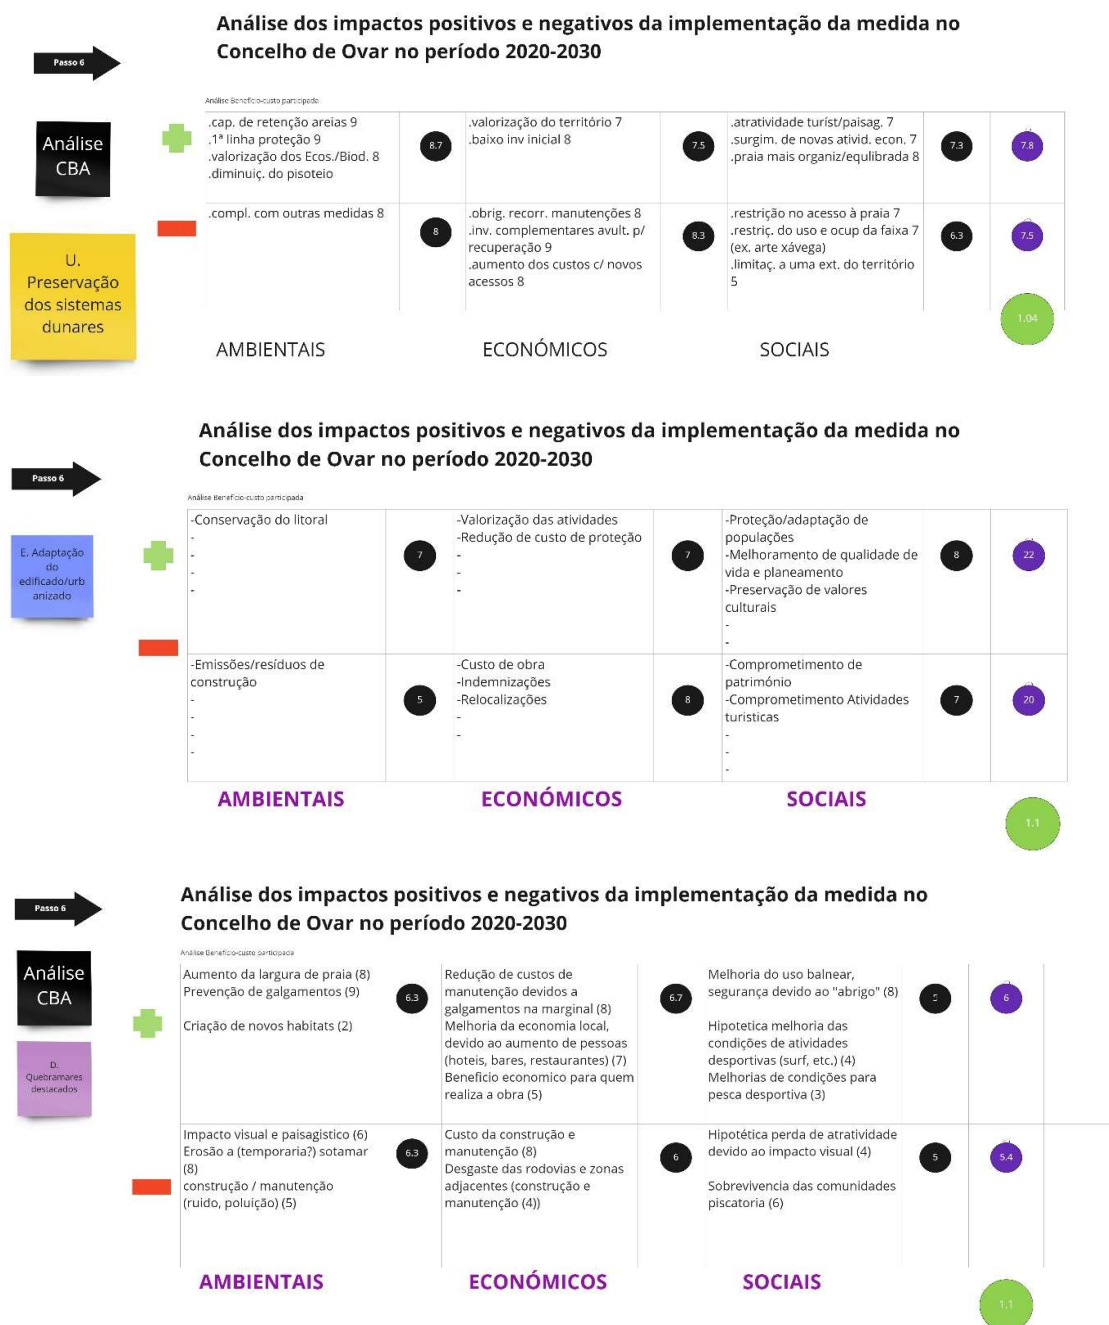 Análise dos impactos positivos e negativos da implementação da medida no
Concelho de Ovar no período 2020-2030
Passo 6
Análise Benefício-custo participada
Análise
CBA
U.
Preservação
dos sistemas
dunares
.cap. de retenção areias 9
.1ª linha proteção 9
.valorização dos Ecos./Biod. 8
.diminuiç. do pisoteio
8.7
.valorização do território 7
.baixo inv inicial 8
7.5
.atratividade turíst/paisag. 7
.surgim. de novas ativid. econ. 7
.praia mais organiz/equlibrada 8
7.3
7.8
.compl. com outras medidas 8
8
.obrig. recorr. manutenções 8
.inv. complementares avult. p/
recuperação 9
.aumento dos custos c/ novos
acessos 8
8.3
.restrição no acesso à praia 7
.restriç. do uso e ocup da faixa 7
(ex. arte xávega)
.limitaç. a uma ext. do território
5
6.3
7.5
1.04
AMBIENTAIS
ECONÓMICOS
SOCIAIS
Análise dos impactos positivos e negativos da implementação da medida no
Concelho de Ovar no período 2020-2030
Passo 6
Análise Benefício-custo participada
E. Adaptação
do
edificado/urb
anizado
-Conservação do litoral
-
-
-
-
7
-Valorização das atividades
-Redução de custo de proteção
-
-
-
7
-Proteção/adaptação de
populações
-Melhoramento de qualidade de
vida e planeamento
-Preservação de valores
culturais
-
-
8
22
-Emissões/resíduos de
construção
-
-
-
-
5
-Custo de obra
-Indemnizações
-Relocalizações
-
-
8
-Comprometimento de
património
-Comprometimento Atividades
turisticas
-
-
-
7
20
AMBIENTAIS
ECONÓMICOS
SOCIAIS
1.1
Análise dos impactos positivos e negativos da implementação da medida no
Concelho de Ovar no período 2020-2030
Passo 6
Análise Benefício-custo participada
Análise
CBA
D.
Quebramares
destacados
Aumento da largura de praia (8)
Prevenção de galgamentos (9)
Criação de novos habitats (2)
6.3
Redução de custos de
manutenção devidos a
galgamentos na marginal (8)
Melhoria da economia local,
devido ao aumento de pessoas
(hoteis, bares, restaurantes) (7)
Beneficio economico para quem
realiza a obra (5)
6.7
Melhoria do uso balnear,
segurança devido ao "abrigo" (8)
Hipotetica melhoria das
condições de atividades
desportivas (surf, etc.) (4)
Melhorias de condições para
pesca desportiva (3)
5
6
Impacto visual e paisagistico (6)
Erosão a (temporaria?) sotamar
(8)
construção / manutenção
(ruido, poluição) (5)
6.3
Custo da construção e
manutenção (8)
Desgaste das rodovias e zonas
adjacentes (construção e
manutenção (4))
6
Hipotética perda de atratividade
devido ao impacto visual (4)
Sobrevivencia das comunidades
piscatoria (6)
5
5.4
AMBIENTAIS
ECONÓMICOS
SOCIAIS
1.1